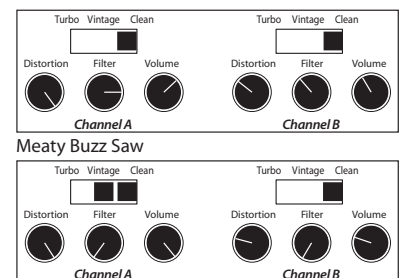 Turbo Vintage Clean Turbo Vintage Clean
Distortion Filter Volume Distortion Filter Volume
Channel A Channel B
Meaty Buzz Saw
Turbo Vintage Clean Turbo Vintage Clean
Distortion Filter Volume Distortion Filter Volume
Channel A Channel B